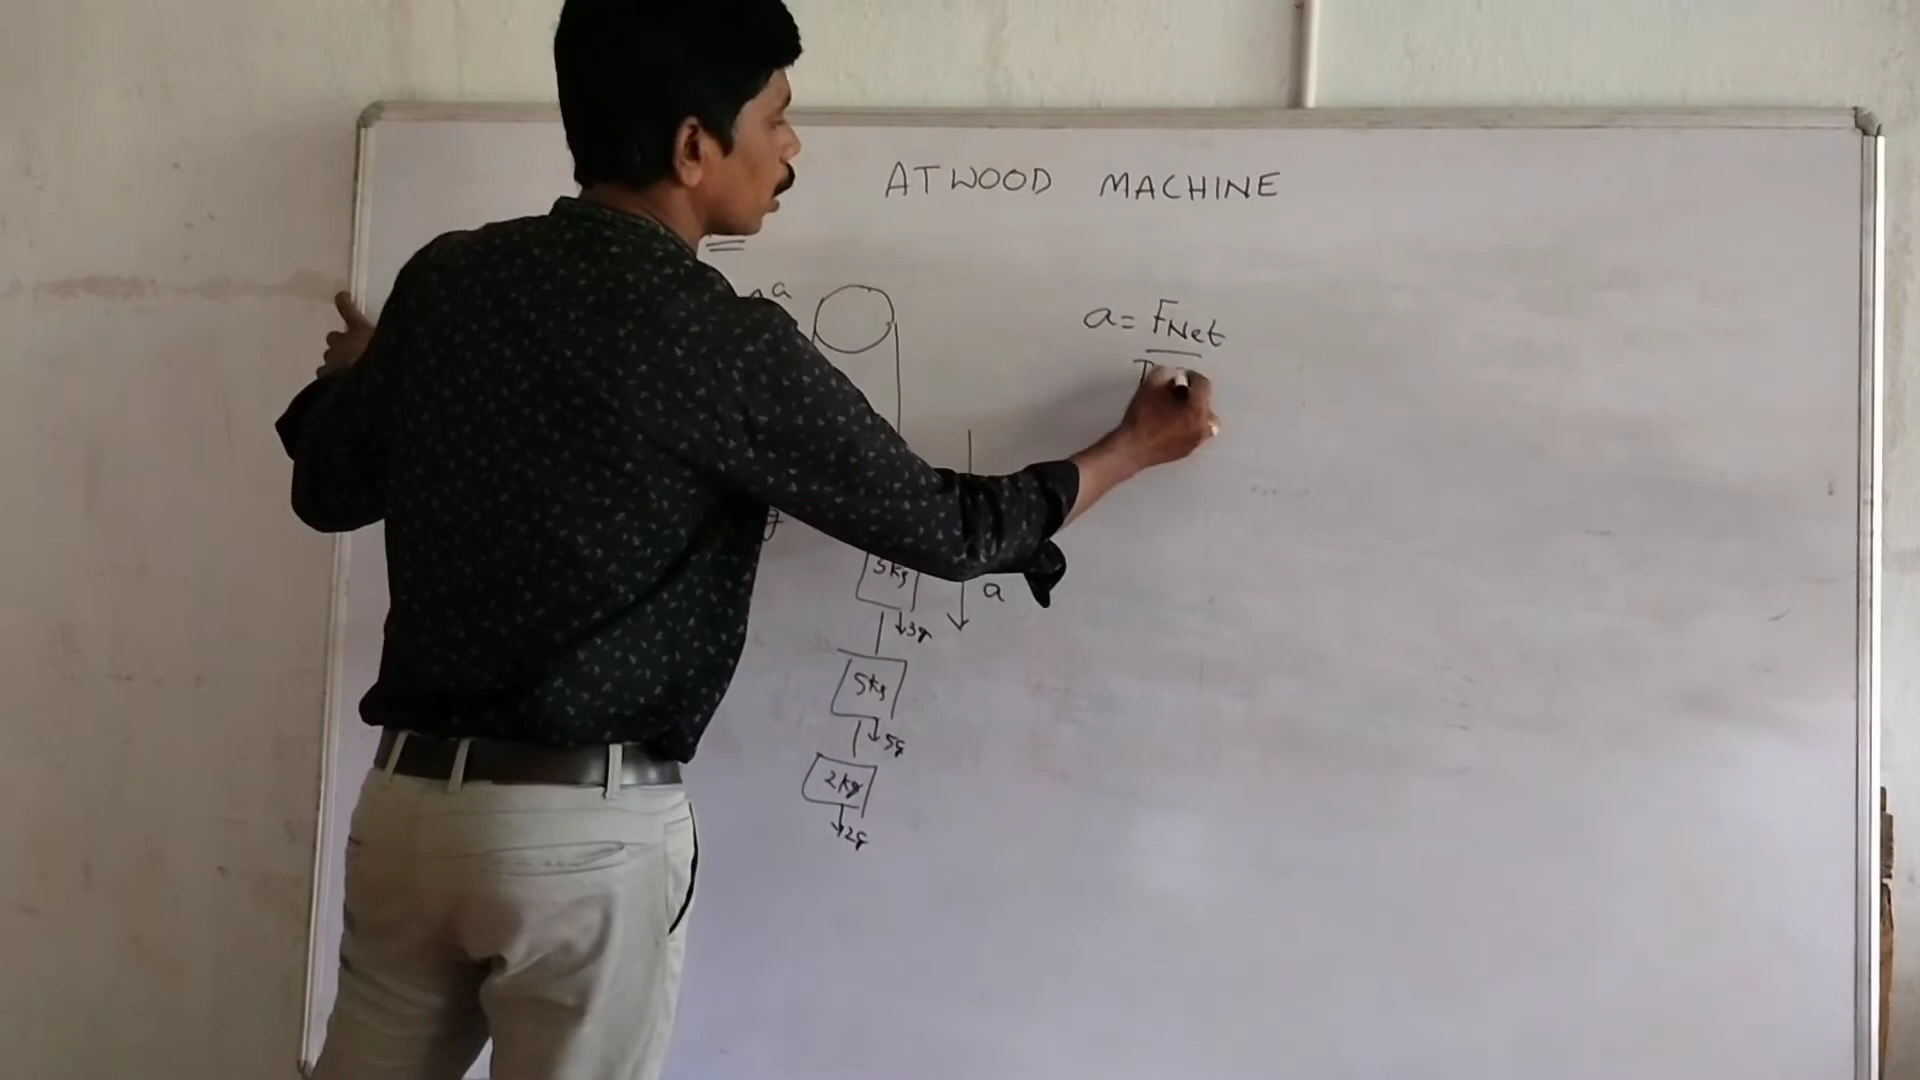 ATWOOD MACHINE
a
a = FNet
T
g
5kg
a
↓3g
5kg
↓5g
2kg
↓2g